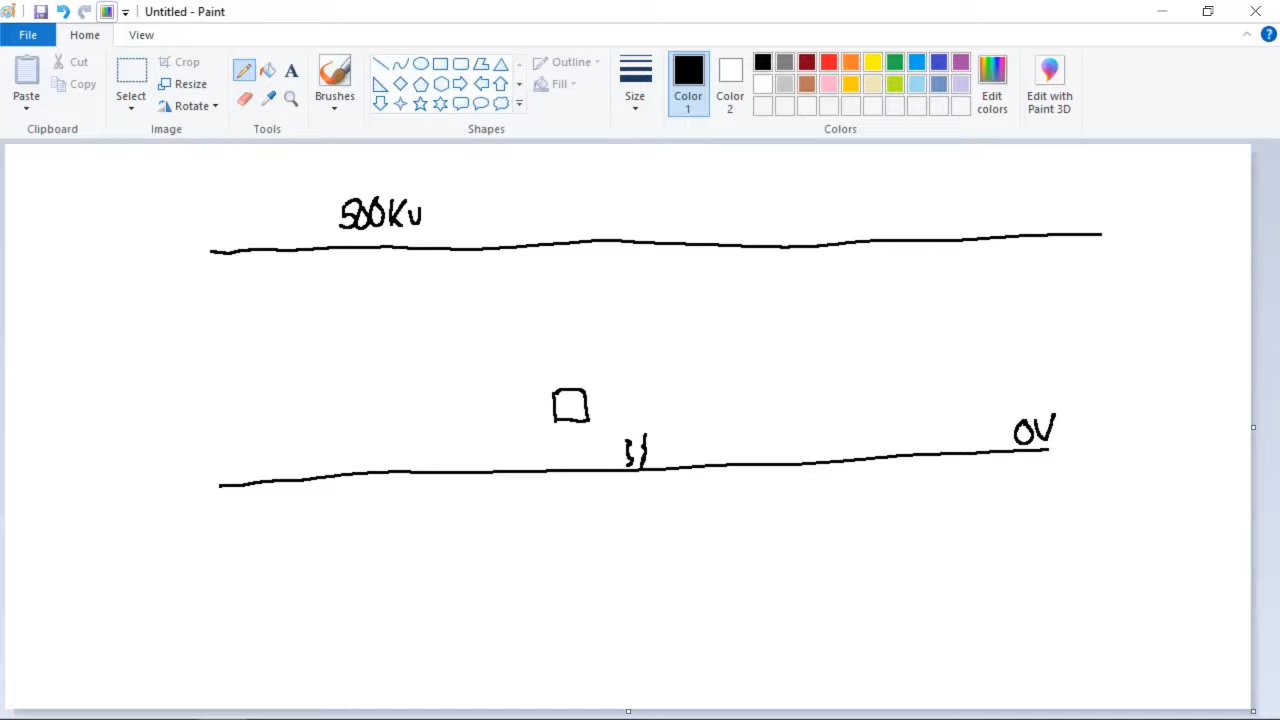 Untitled - Paint
File Home View
Paste
Cut
Copy
Clipboard
Select
Crop
Resize
Rotate
Image
A
Tools
Brushes
Shapes
Outline
Fill
Size
Color 1
Color 2
Edit colors
Colors
Edit with Paint 3D
500Kv
0V